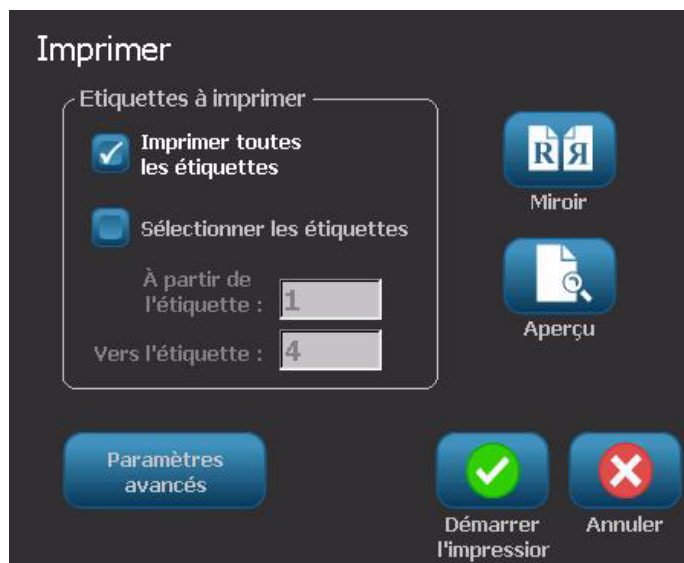 Imprimer
Etiquettes à imprimer
Imprimer toutes
les étiquettes
Sélectionner les étiquettes
À partir de
l'étiquette :
1
Vers l'étiquette :
4
R R
Miroir
Aperçu
Paramètres
avancés
Démarrer
l'impressior
Annuler